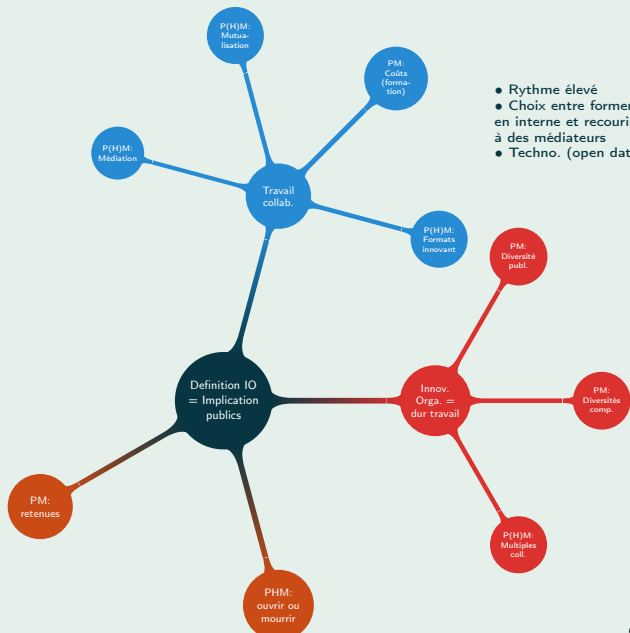 P(H)M:
Mutua-
lisation
PM:
Coûts
(forma-
tion)
• Rythme élevé
• Choix entre former
en interne et recouri
à des médiateurs
• Techno. (open dat
P(H)M:
Médiation
Travail
collab.
P(H)M:
Formats
innovant
PM:
Diversité
publ.
Definition IO
= Implication
publics
Innov.
Orga. =
dur travail
PM:
Diversités
comp.
PM:
retenues
P(H)M:
Multiples
coll.
PHM:
ouvrir ou
mourrir